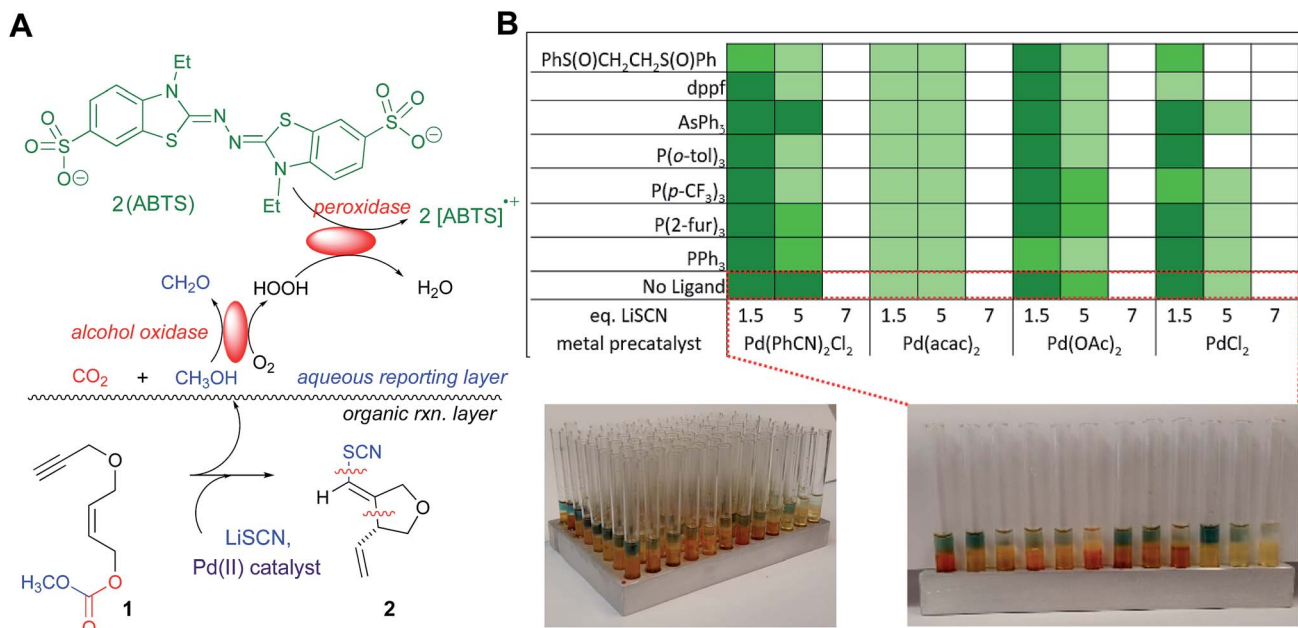 A
Et
N
S
N
N
S
N
Et
O
O
S
O⊖
O
O
S
O⊖
2(ABTS)
peroxidase
2 [ABTS]•+
CH2O
HOOH
H2O
alcohol oxidase
O2
CO2 + CH3OH
aqueous reporting layer
organic rxn. layer
O
SCN
H
O
LiSCN,
Pd(II) catalyst
H3CO
O
O
1
2
B
PhS(O)CH2CH2S(O)Ph
dppf
AsPh3
P(o-tol)3
P(p-CF3)3
P(2-fur)3
PPh3
No Ligand
eq. LiSCN 1.5 5 7 1.5 5 7 1.5 5 7 1.5 5 7
metal precatalyst Pd(PhCN)2Cl2 Pd(acac)2 Pd(OAc)2 PdCl2